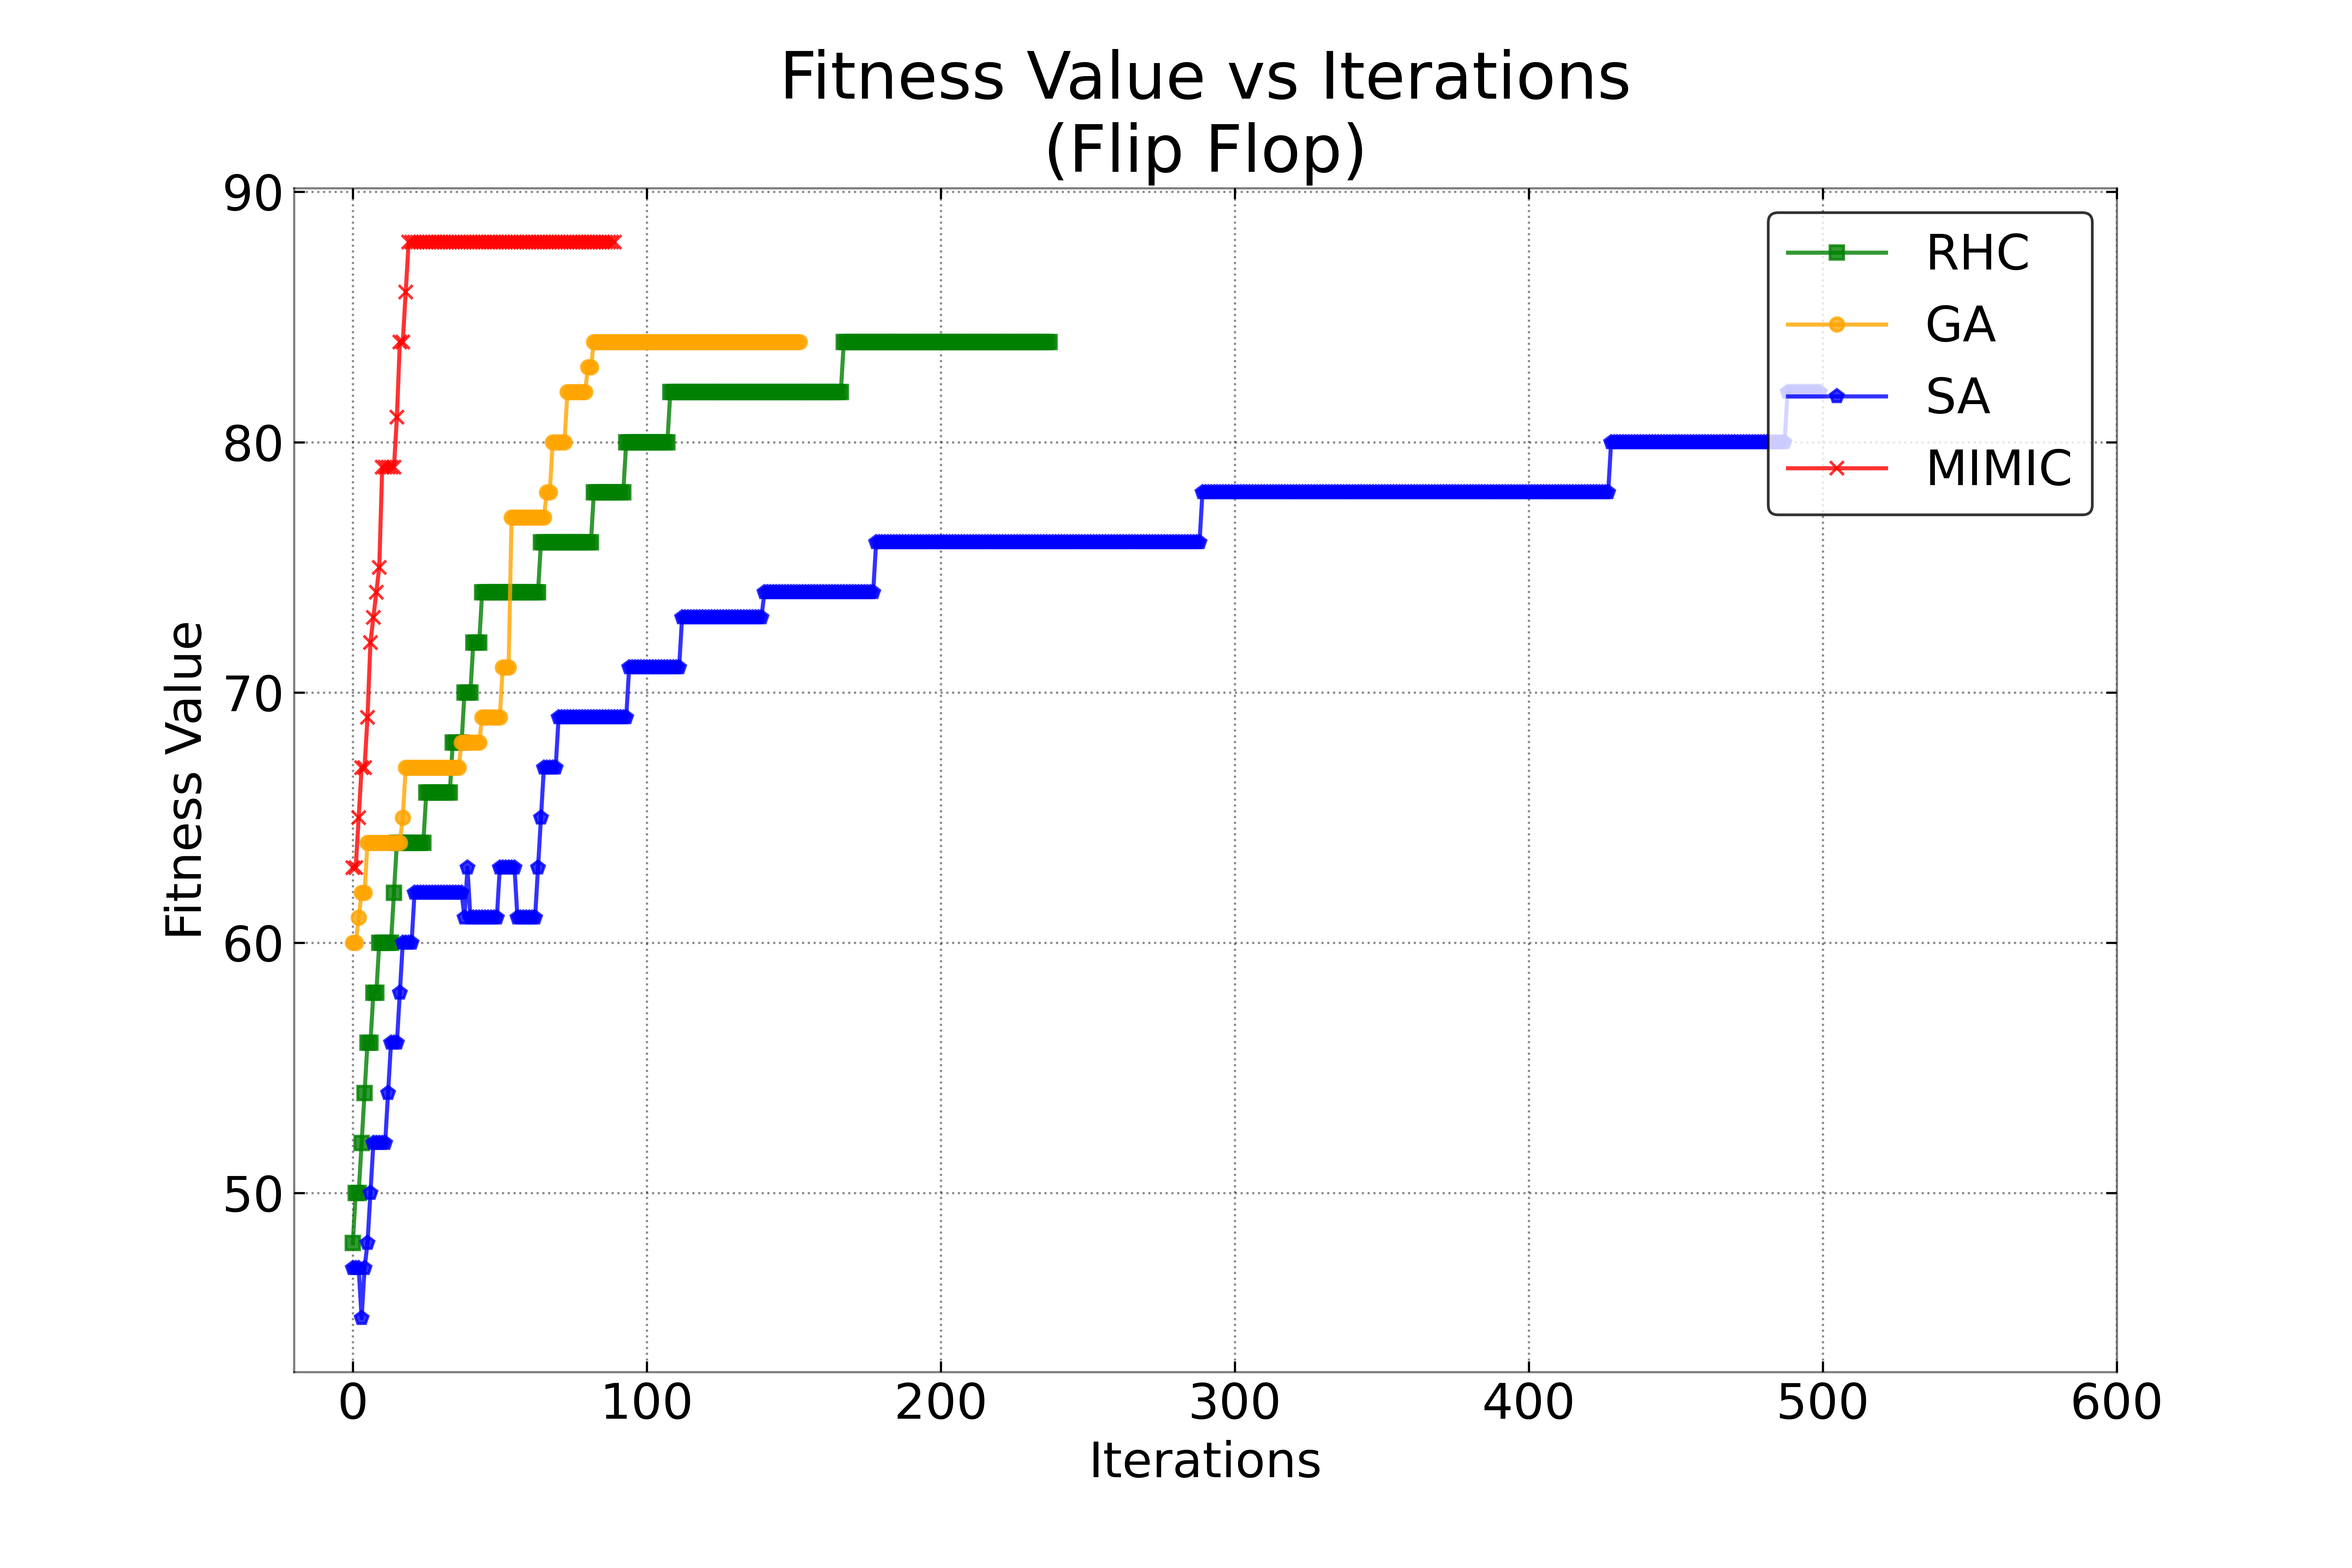 Fitness Value vs Iterations
(Flip Flop)
90
80
70
60
50
Fitness Value
0 100 200 300 400 500 600
Iterations
RHC
GA
SA
MIMIC